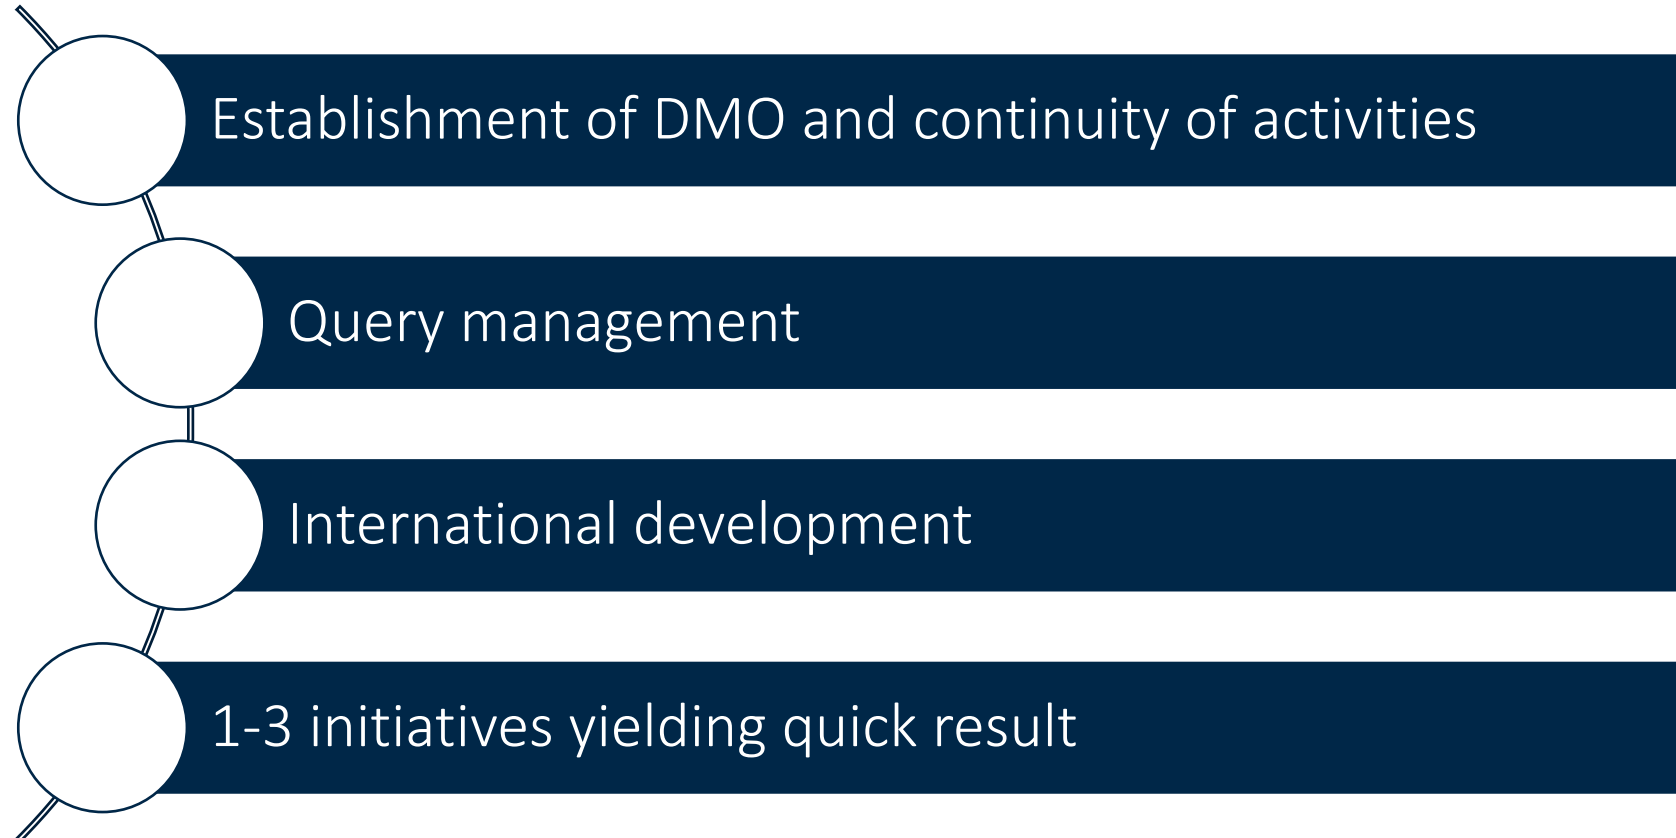 Establishment of DMO and continuity of activities
Query management
International development
1-3 initiatives yielding quick result